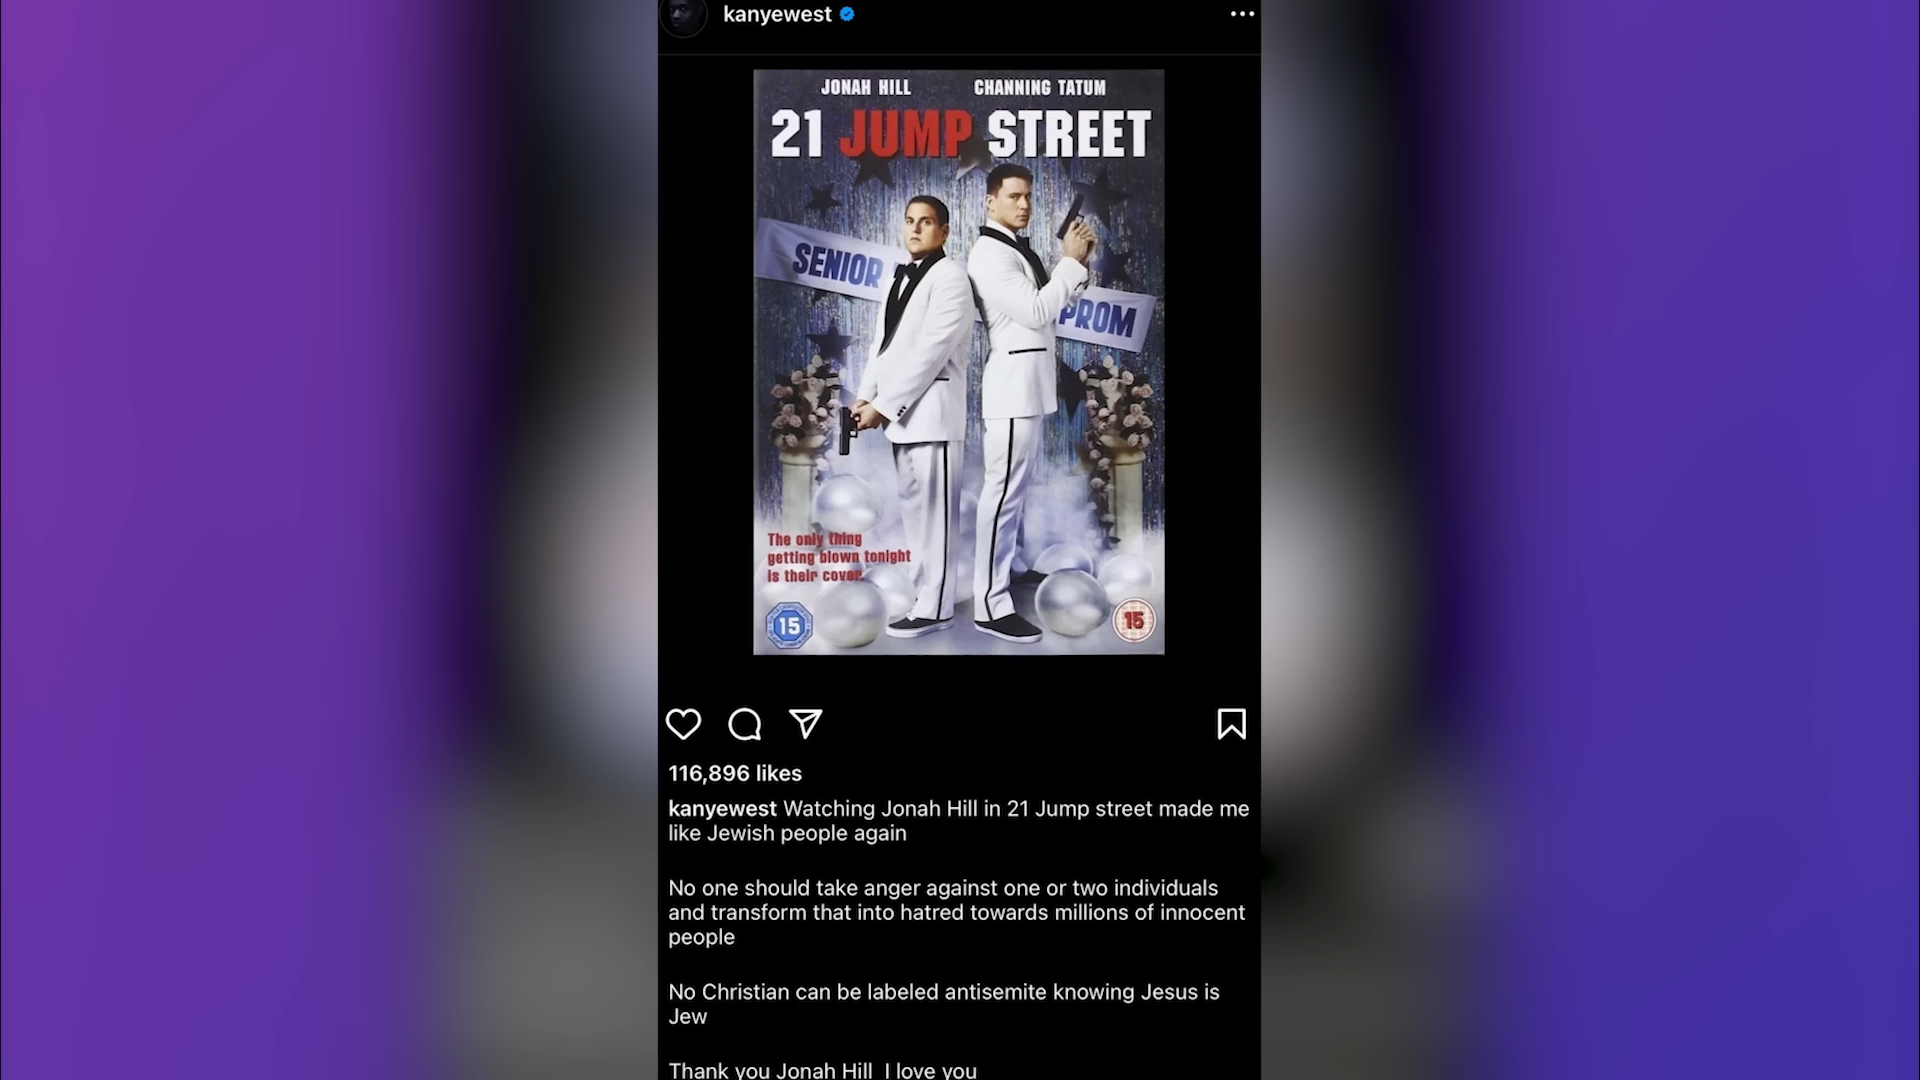 kanyewest
JONAH HILL CHANNING TATUM
21 JUMP STREET
SENIOR PROM
The only thing
getting blown tonight
is their cover.
15 15
116,896 likes
kanyewest Watching Jonah Hill in 21 Jump street made me
like Jewish people again
No one should take anger against one or two individuals
and transform that into hatred towards millions of innocent
people
No Christian can be labeled antisemite knowing Jesus is
Jew
Thank you Jonah Hill I love you